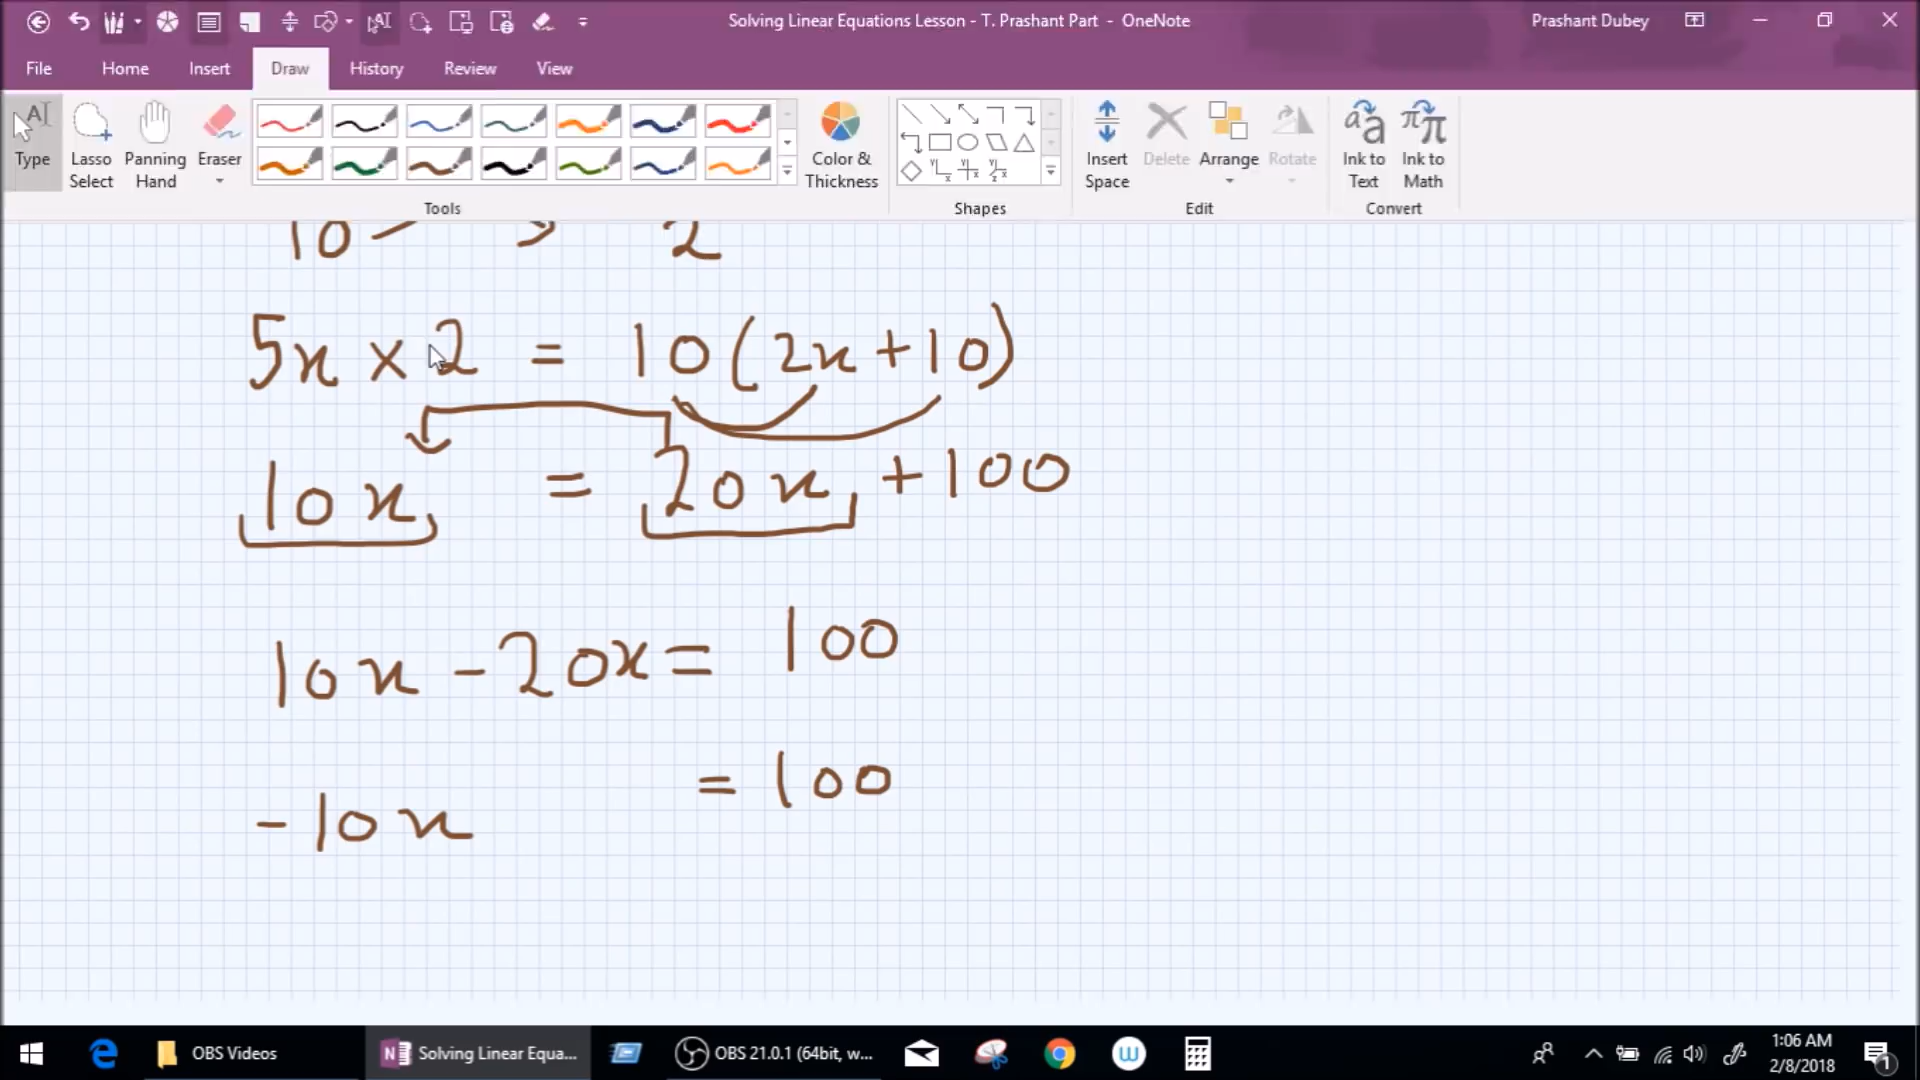 Solving Linear Equations Lesson - T. Prashant Part - OneNote
Prashant Dubey
File Home Insert Draw History Review View
Type
Lasso Select
Panning Hand
Eraser
Color & Thickness
Insert Space
Delete
Arrange
Rotate
Ink to Text
Ink to Math
Tools
Shapes
Edit
Convert
10 2
5x × 2 = 10 (2x + 10)
10x = 20x + 100
10x - 20x = 100
-10x = 100
OBS Videos
Solving Linear Equa...
OBS 21.0.1 (64bit, w...
1:06 AM
2/8/2018
1